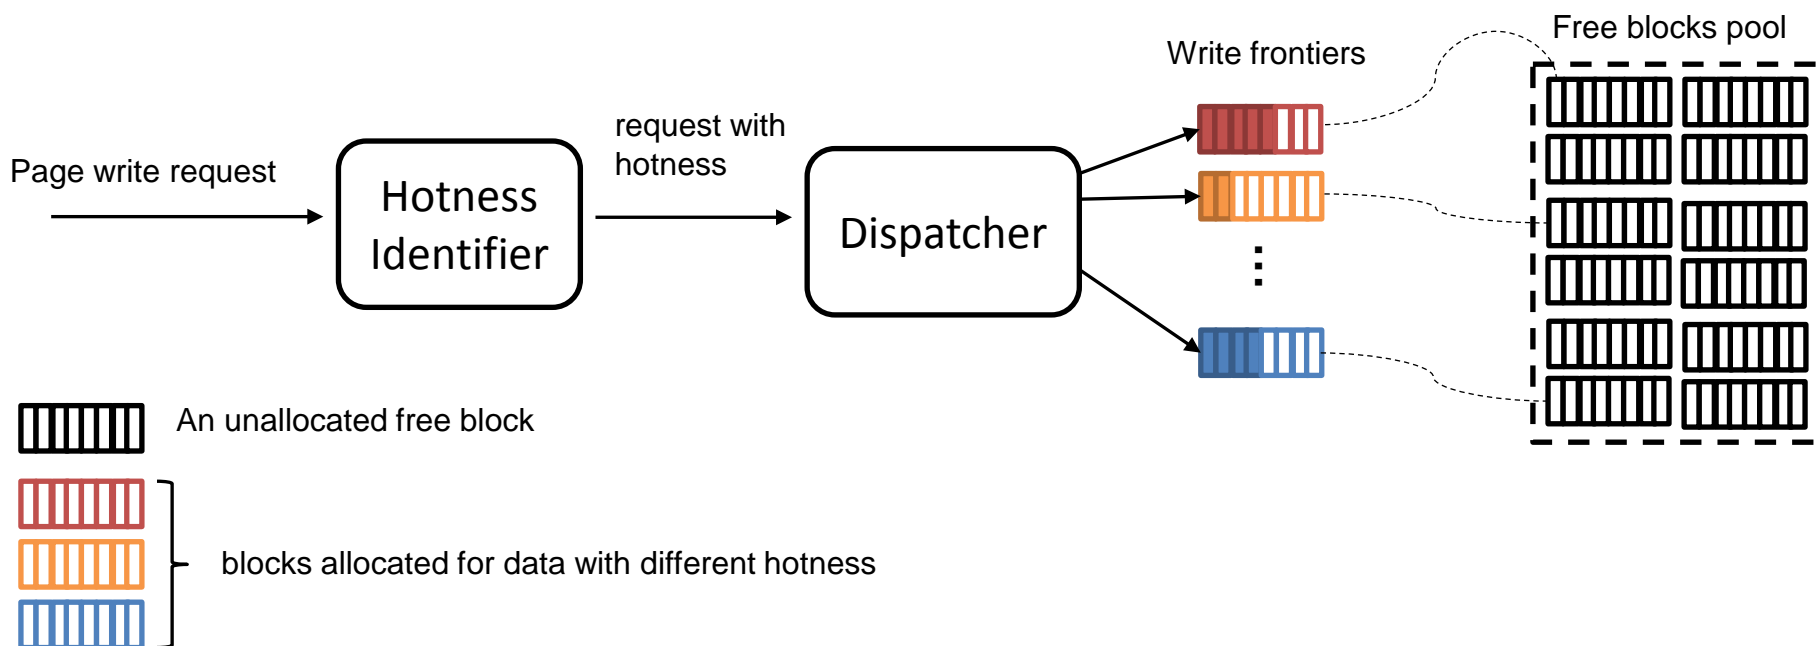 Free blocks pool
Write frontiers
request with
hotness
Page write request
Hotness
Identifier
Dispatcher
An unallocated free block
blocks allocated for data with different hotness